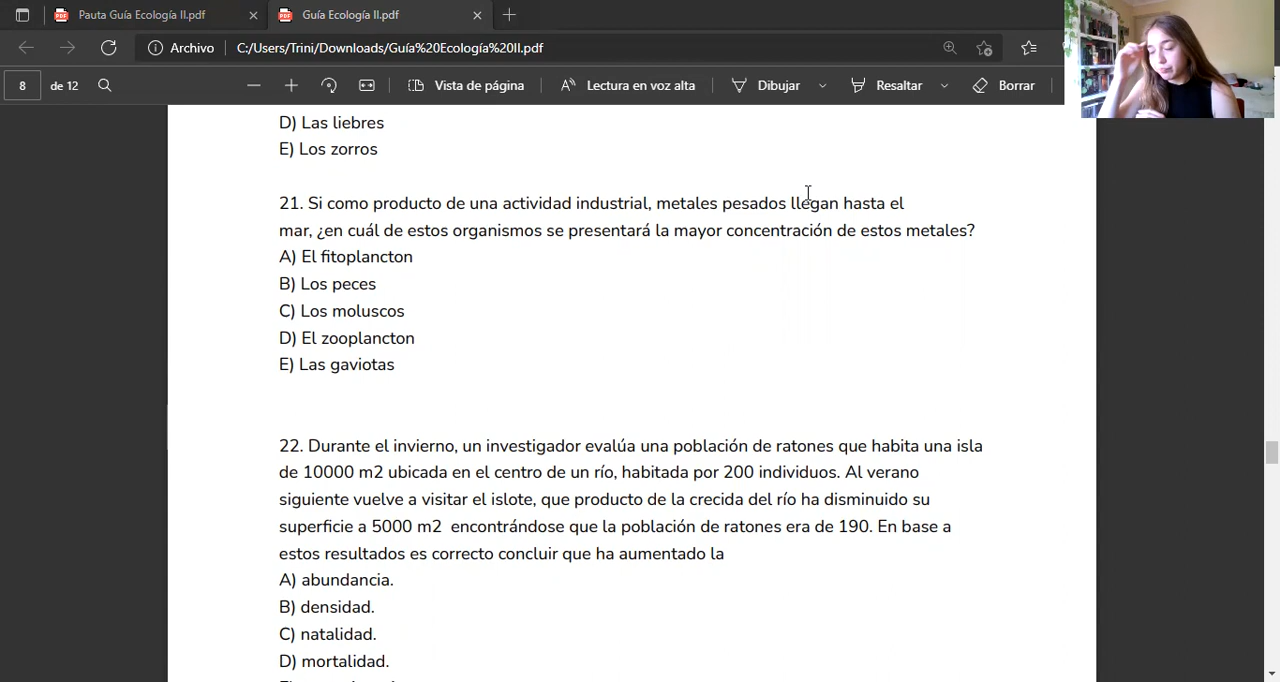 Pauta Guía Ecología II.pdf
Guía Ecología II.pdf
Archivo
C:/Users/Trini/Downloads/Guía%20Ecología%20II.pdf
8 de 12
Vista de página
Lectura en voz alta
Dibujar
Resaltar
Borrar
D) Las liebres
E) Los zorros
21. Si como producto de una actividad industrial, metales pesados llegan hasta el
mar, ¿en cuál de estos organismos se presentará la mayor concentración de estos metales?
A) El fitoplancton
B) Los peces
C) Los moluscos
D) El zooplancton
E) Las gaviotas
22. Durante el invierno, un investigador evalúa una población de ratones que habita una isla
de 10000 m2 ubicada en el centro de un río, habitada por 200 individuos. Al verano
siguiente vuelve a visitar el islote, que producto de la crecida del río ha disminuido su
superficie a 5000 m2 encontrándose que la población de ratones era de 190. En base a
estos resultados es correcto concluir que ha aumentado la
A) abundancia.
B) densidad.
C) natalidad.
D) mortalidad.